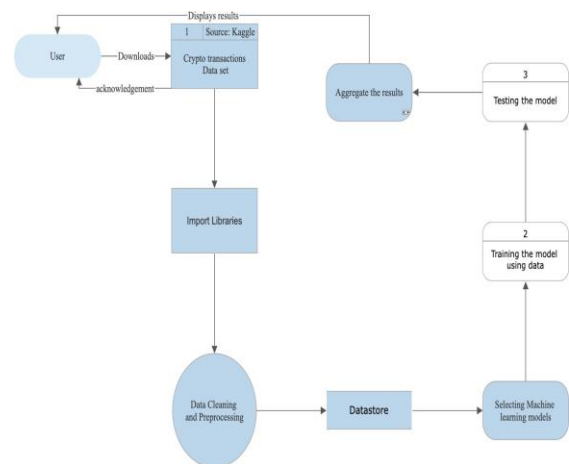 Displays results
1 Source: Kaggle
User
Downloads
Crypto transactions
Data set
acknowledgement
3
Testing the model
Aggregate the results
Import Libraries
2
Training the model
using data
Data Cleaning
and Preprocessing
Datastore
Selecting Machine
learning models